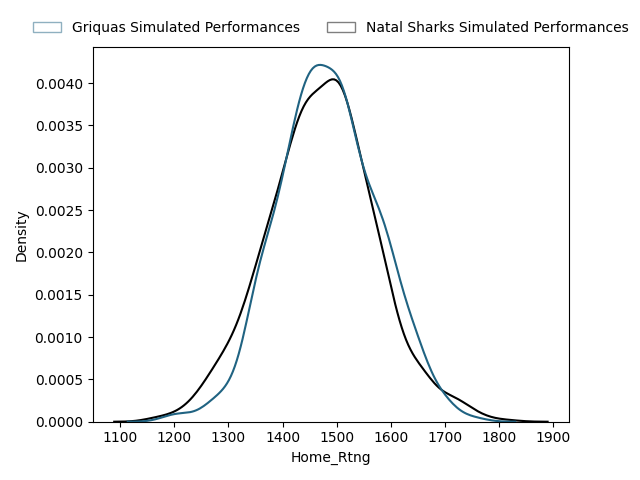 Griquas Simulated Performances Natal Sharks Simulated Performances
0.0040
0.0035
0.0030
0.0025
0.0020
0.0015
0.0010
0.0005
0.0000
Density
1100 1200 1300 1400 1500 1600 1700 1800 1900
Home_Rtng